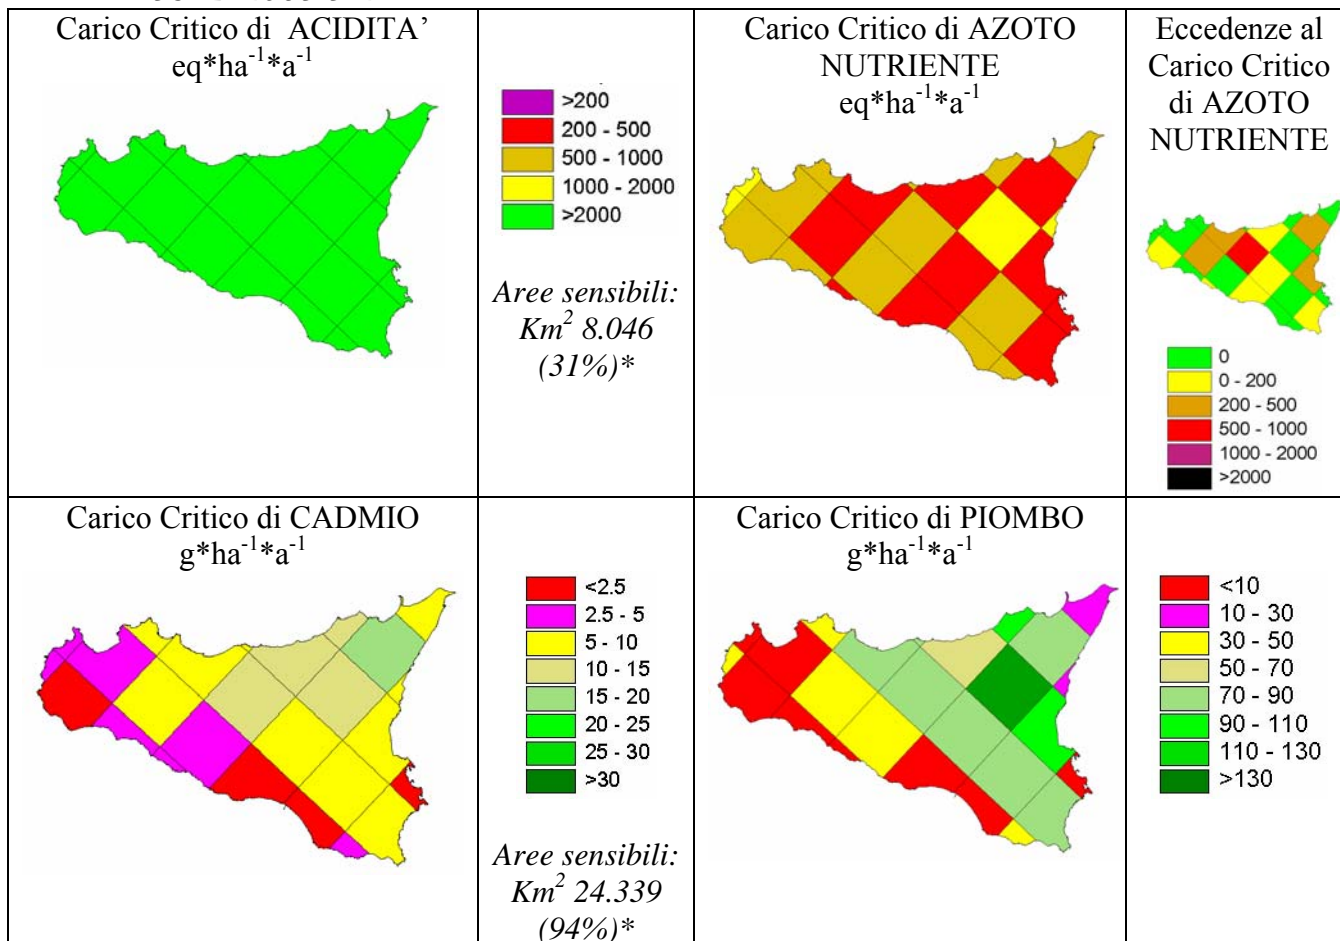 Carico Critico di ACIDITA’
eq*ha-1*a-1
>200
200 - 500
500 - 1000
1000 - 2000
>2000
Aree sensibili:
Km2 8.046
(31%)*
Carico Critico di AZOTO
NUTRIENTE
eq*ha-1*a-1
Eccedenze al
Carico Critico
di AZOTO
NUTRIENTE
0
0 - 200
200 - 500
500 - 1000
1000 - 2000
>2000
Carico Critico di CADMIO
g*ha-1*a-1
<2.5
2.5 - 5
5 - 10
10 - 15
15 - 20
20 - 25
25 - 30
>30
Aree sensibili:
Km2 24.339
(94%)*
Carico Critico di PIOMBO
g*ha-1*a-1
<10
10 - 30
30 - 50
50 - 70
70 - 90
90 - 110
110 - 130
>130